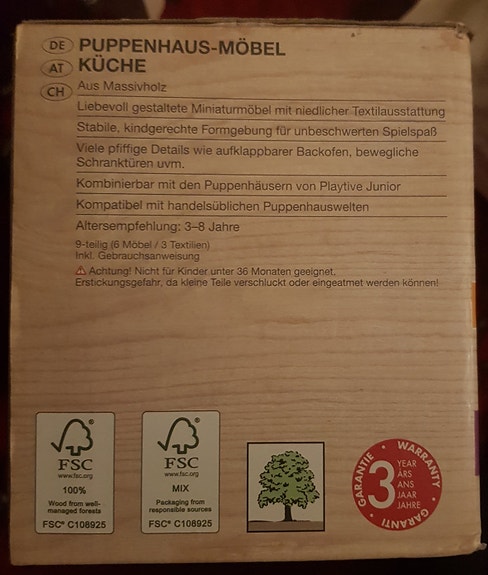 DE PUPPENHAUS-MÖBEL
AT KÜCHE
CH Aus Massivholz
Liebevoll gestaltete Miniaturmöbel mit niedlicher Textilausstattung
Stabile, kindgerechte Formgebung für unbeschwerten Spielspaß
Viele pfiffige Details wie aufklappbarer Backofen, bewegliche
Schranktüren uvm.
Kombinierbar mit den Puppenhäusern von Playtive Junior
Kompatibel mit handelsüblichen Puppenhauswelten
Altersempfehlung: 3–8 Jahre
9-teilig (6 Möbel / 3 Textilien)
Inkl. Gebrauchsanweisung
Achtung! Nicht für Kinder unter 36 Monaten geeignet.
Erstickungsgefahr, da kleine Teile verschluckt oder eingeatmet werden können!
FSC
www.fsc.org
100%
Wood from well-
managed forests
FSC® C108925
FSC
www.fsc.org
MIX
Packaging from
responsible sources
FSC® C108925
GARANTIE · WARRANTY
3 YEAR
ÅRS
ANS
JAAR
JAHRE
GARANTI